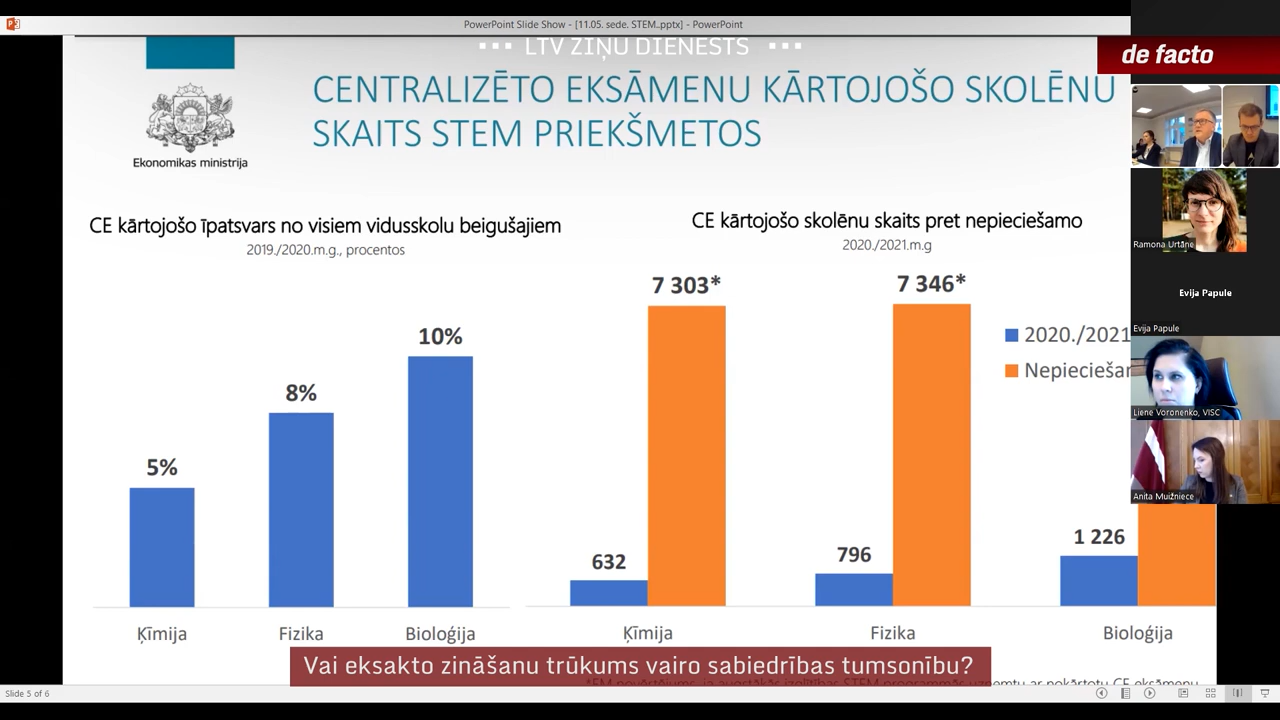 PowerPoint Slide Show - [11.05. sede. STEM..pptx] - PowerPoint
LTV ZIŅU DIENESTS
de facto
CENTRALIZĒTO EKSĀMENU KĀRTOJOŠO SKOLĒNU
SKAITS STEM PRIEKŠMETOS
Ekonomikas ministrija
CE kārtojošo īpatsvars no visiem vidusskolu beigušajiem
2019./2020.m.g., procentos
10%
8%
5%
Ķīmija
Fizika
Bioloģija
CE kārtojošo skolēnu skaits pret nepieciešamo
2020./2021.m.g
7 303*
7 346*
2020./2021
Nepiecieša
632
796
1 226
Ķīmija
Fizika
Bioloģija
Ramona Urtāne
Evija Papule
Evija Papule
Liene Voronenko, VISC
Anita Muižniece
Vai eksakto zināšanu trūkums vairo sabiedrības tumsonību?
Slide 5 of 6